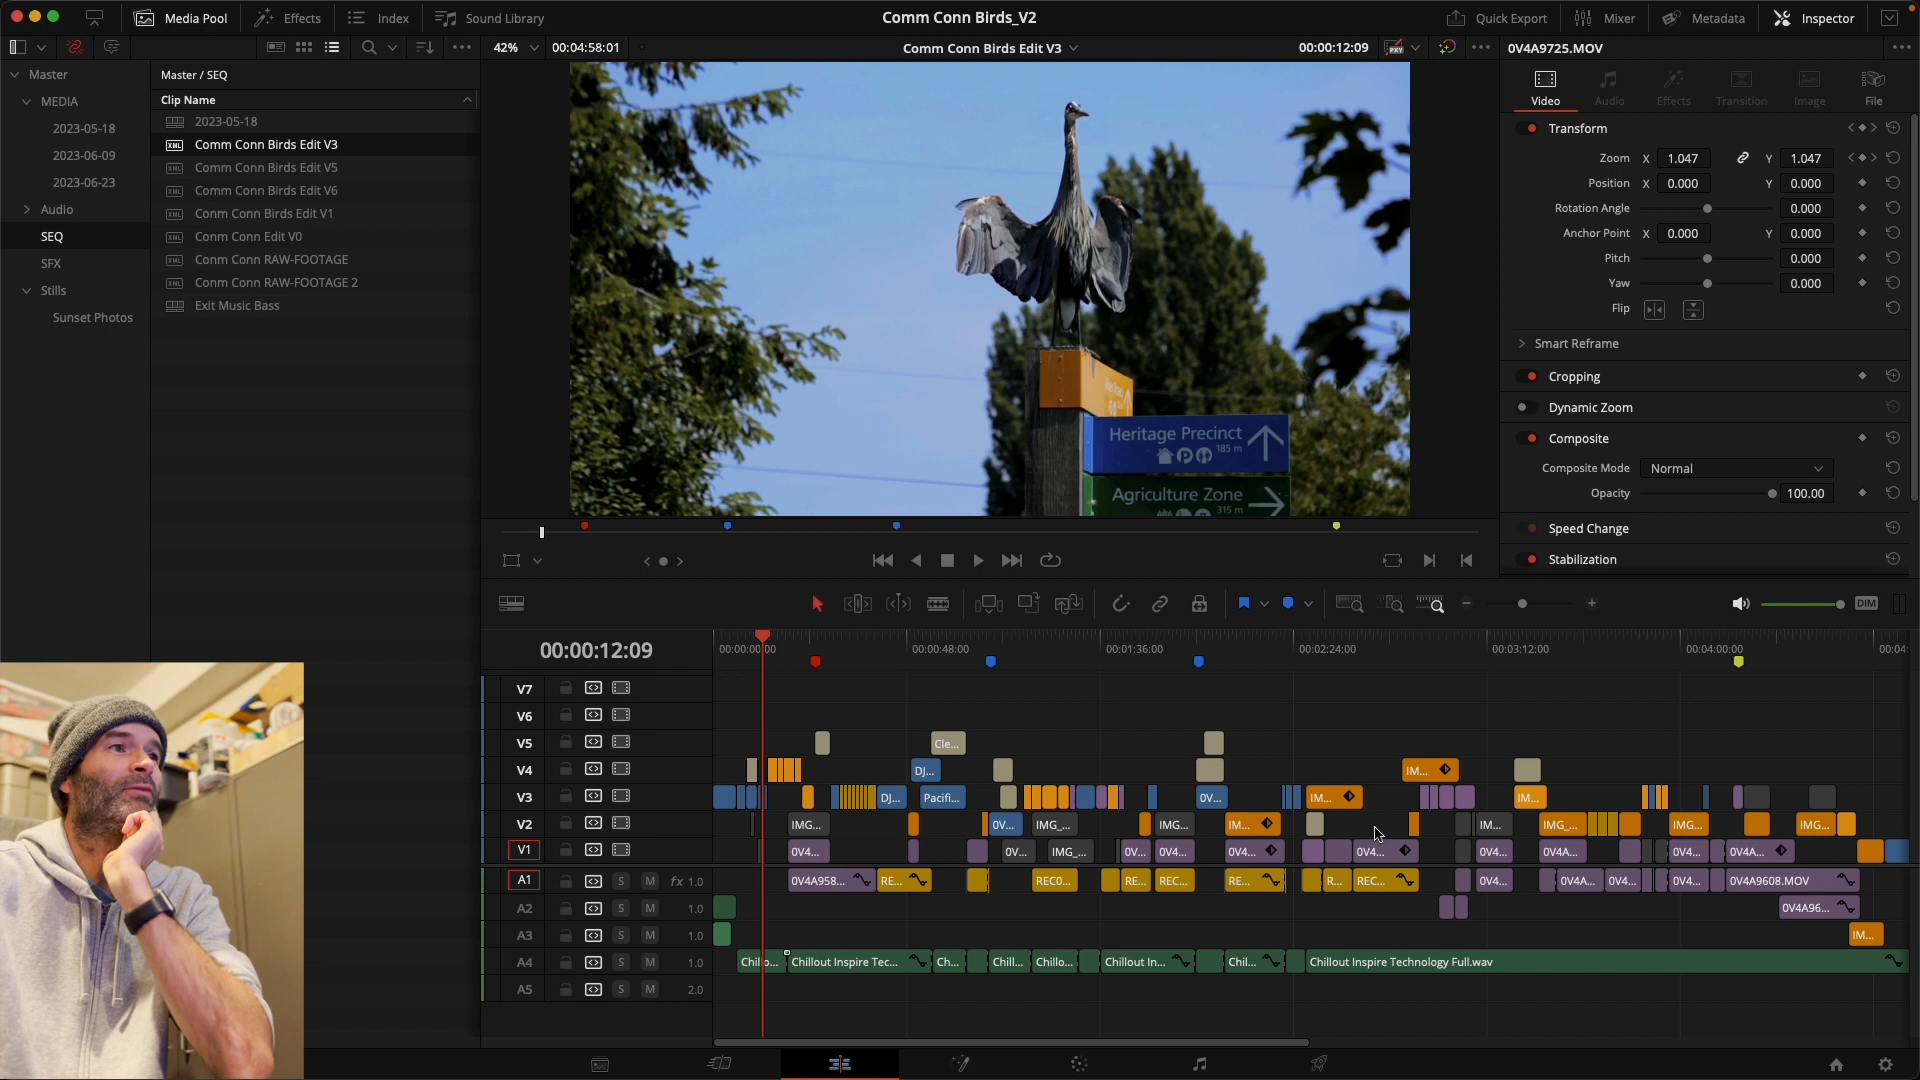 Media Pool
Effects
Index
Sound Library
Comm Conn Birds_V2
Quick Export
Mixer
Metadata
Inspector
42%
00:04:58:01
Comm Conn Birds Edit V3
00:00:12:09
PXY
0V4A9725.MOV
Master
MEDIA
2023-05-18
2023-06-09
2023-06-23
Audio
SEQ
SFX
Stills
Sunset Photos
Master / SEQ
Clip Name
2023-05-18
Comm Conn Birds Edit V3
Comm Conn Birds Edit V5
Comm Conn Birds Edit V6
Conm Conn Birds Edit V1
Conm Conn Edit V0
Conm Conn RAW-FOOTAGE
Conm Conn RAW-FOOTAGE 2
Exit Music Bass
Heritage Precinct
185 m
Agriculture Zone
315 m
Video
Audio
Effects
Transition
Image
File
Transform
Zoom X 1.047 Y 1.047
Position X 0.000 Y 0.000
Rotation Angle 0.000
Anchor Point X 0.000 Y 0.000
Pitch 0.000
Yaw 0.000
Flip
Smart Reframe
Cropping
Dynamic Zoom
Composite
Composite Mode Normal
Opacity 100.00
Speed Change
Stabilization
DIM
00:00:12:09
00:00:00:00
00:00:48:00
00:01:36:00
00:02:24:00
00:03:12:00
00:04:00:00
00:04:
V7
V6
V5
Cle...
V4
DJ...
IM...
V3
DJ...
Pacifi...
0V...
IM...
IM...
V2
IMG...
0V...
IMG_...
IMG...
IM...
IM...
IMG_...
IMG...
IMG...
V1
0V4...
0V...
IMG_...
0V...
0V4...
0V4...
0V4...
0V4...
0V4A...
0V4...
0V4A...
A1 S M fx 1.0
0V4A958...
RE...
REC0...
RE...
REC...
RE...
R...
REC...
0V4...
0V4A...
0V4...
0V4...
0V4A9608.MOV
A2 S M 1.0
0V4A96...
A3 S M 1.0
IM...
A4 S M 1.0
Chillo...
Chillout Inspire Tec...
Ch...
Chill...
Chillo...
Chillout In...
Chil...
Chillout Inspire Technology Full.wav
A5 S M 2.0